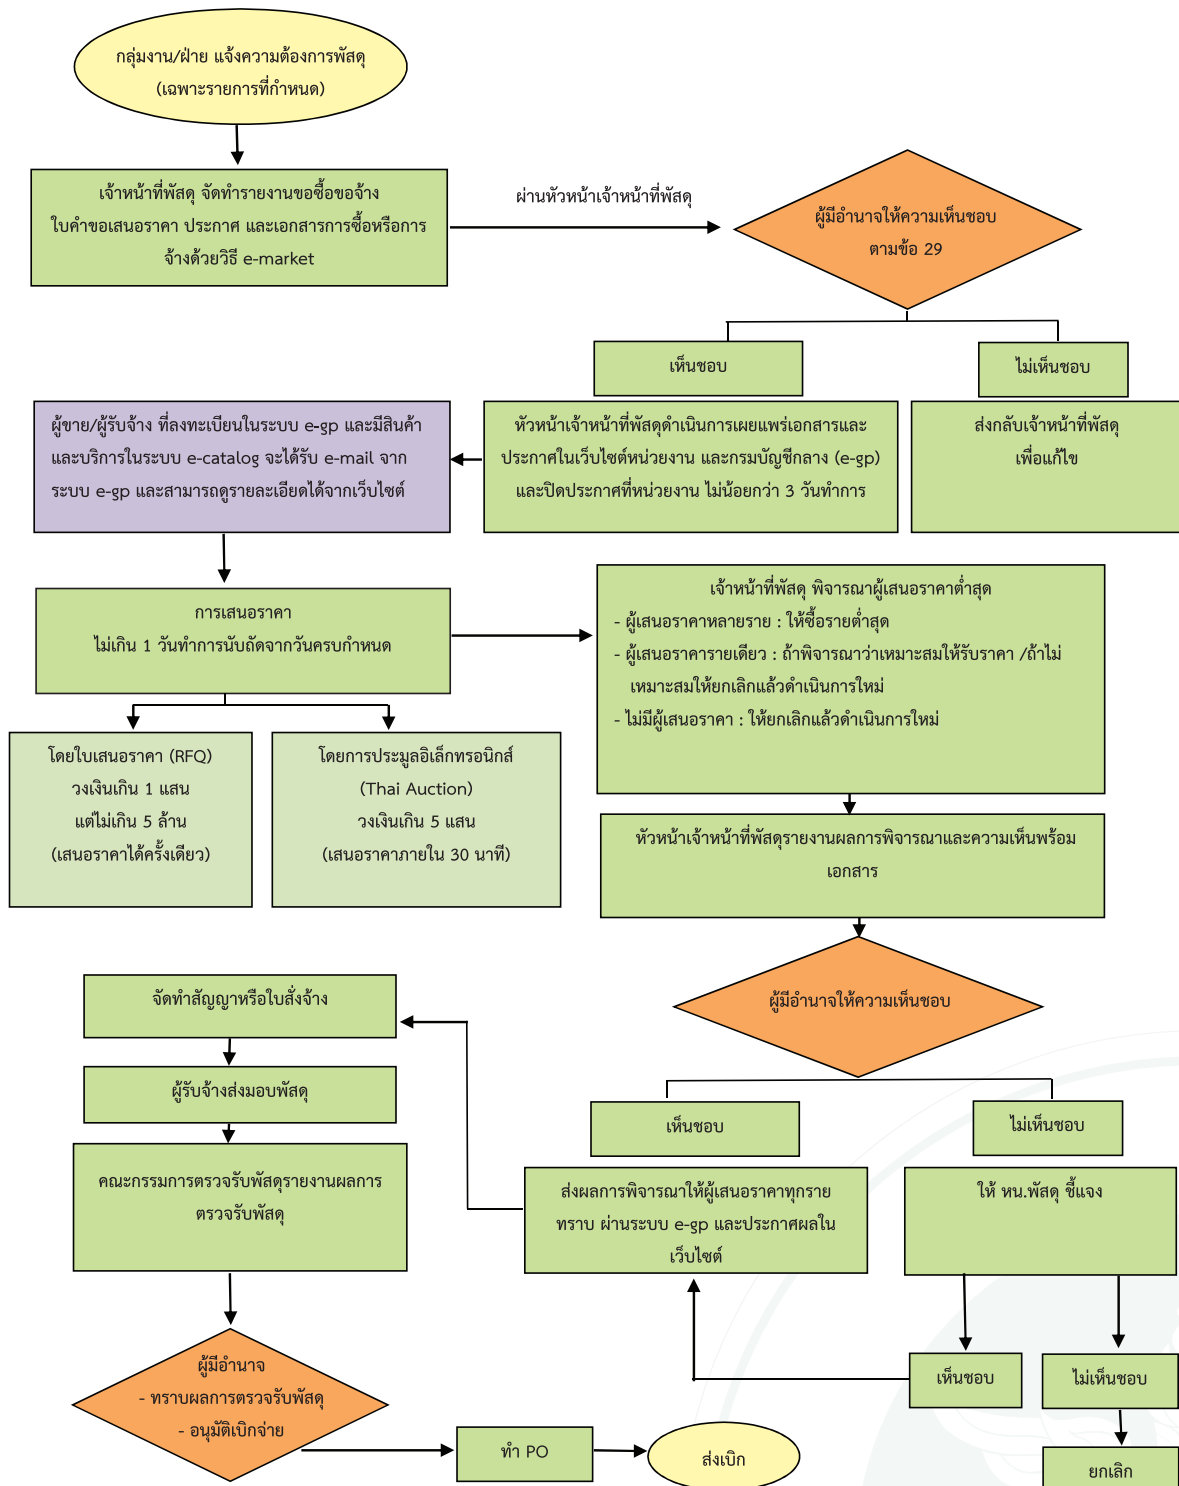 กลุ่มงาน/ฝ่าย แจ้งความต้องการพัสดุ
(เฉพาะรายการที่กำหนด)
เจ้าหน้าที่พัสดุ จัดทำรายงานขอซื้อขอจ้าง
ใบคำขอเสนอราคา ประกาศ และเอกสารการซื้อหรือการ
จ้างด้วยวิธี e-market
ผ่านหัวหน้าเจ้าหน้าที่พัสดุ
ผู้มีอำนาจให้ความเห็นชอบ
ตามข้อ 29
เห็นชอบ
ไม่เห็นชอบ
ผู้ขาย/ผู้รับจ้าง ที่ลงทะเบียนในระบบ e-gp และมีสินค้า
และบริการในระบบ e-catalog จะได้รับ e-mail จาก
ระบบ e-gp และสามารถดูรายละเอียดได้จากเว็บไซต์
หัวหน้าเจ้าหน้าที่พัสดุดำเนินการเผยแพร่เอกสารและ
ประกาศในเว็บไซต์หน่วยงาน และกรมบัญชีกลาง (e-gp)
และปิดประกาศที่หน่วยงาน ไม่น้อยกว่า 3 วันทำการ
ส่งกลับเจ้าหน้าที่พัสดุ
เพื่อแก้ไข
การเสนอราคา
ไม่เกิน 1 วันทำการนับถัดจากวันครบกำหนด
เจ้าหน้าที่พัสดุ พิจารณาผู้เสนอราคาต่ำสุด
- ผู้เสนอราคาหลายราย : ให้ซื้อรายต่ำสุด
- ผู้เสนอราคารายเดียว : ถ้าพิจารณาว่าเหมาะสมให้รับราคา /ถ้าไม่
เหมาะสมให้ยกเลิกแล้วดำเนินการใหม่
- ไม่มีผู้เสนอราคา : ให้ยกเลิกแล้วดำเนินการใหม่
โดยใบเสนอราคา (RFQ)
วงเงินเกิน 1 แสน
แต่ไม่เกิน 5 ล้าน
(เสนอราคาได้ครั้งเดียว)
โดยการประมูลอิเล็กทรอนิกส์
(Thai Auction)
วงเงินเกิน 5 แสน
(เสนอราคาภายใน 30 นาที)
หัวหน้าเจ้าหน้าที่พัสดุรายงานผลการพิจารณาและความเห็นพร้อม
เอกสาร
ผู้มีอำนาจให้ความเห็นชอบ
เห็นชอบ
ไม่เห็นชอบ
ส่งผลการพิจารณาให้ผู้เสนอราคาทุกราย
ทราบ ผ่านระบบ e-gp และประกาศผลใน
เว็บไซต์
ให้ หน.พัสดุ ชี้แจง
เห็นชอบ
ไม่เห็นชอบ
ยกเลิก
จัดทำสัญญาหรือใบสั่งจ้าง
ผู้รับจ้างส่งมอบพัสดุ
คณะกรรมการตรวจรับพัสดุรายงานผลการ
ตรวจรับพัสดุ
ผู้มีอำนาจ
- ทราบผลการตรวจรับพัสดุ
- อนุมัติเบิกจ่าย
ทำ PO
ส่งเบิก